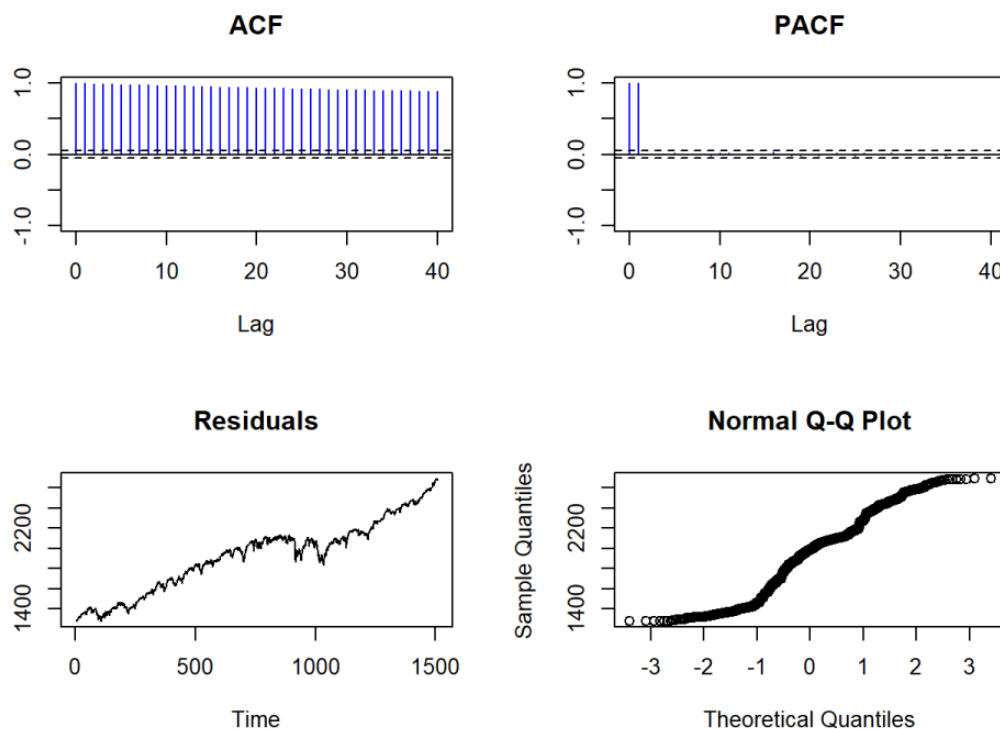 ACF
1.0
0.0
-1.0
0 10 20 30 40
Lag
PACF
1.0
0.0
-1.0
0 10 20 30 40
Lag
Residuals
2200
1400
0 500 1000 1500
Time
Normal Q-Q Plot
Sample Quantiles
2200
1400
-3 -2 -1 0 1 2 3
Theoretical Quantiles